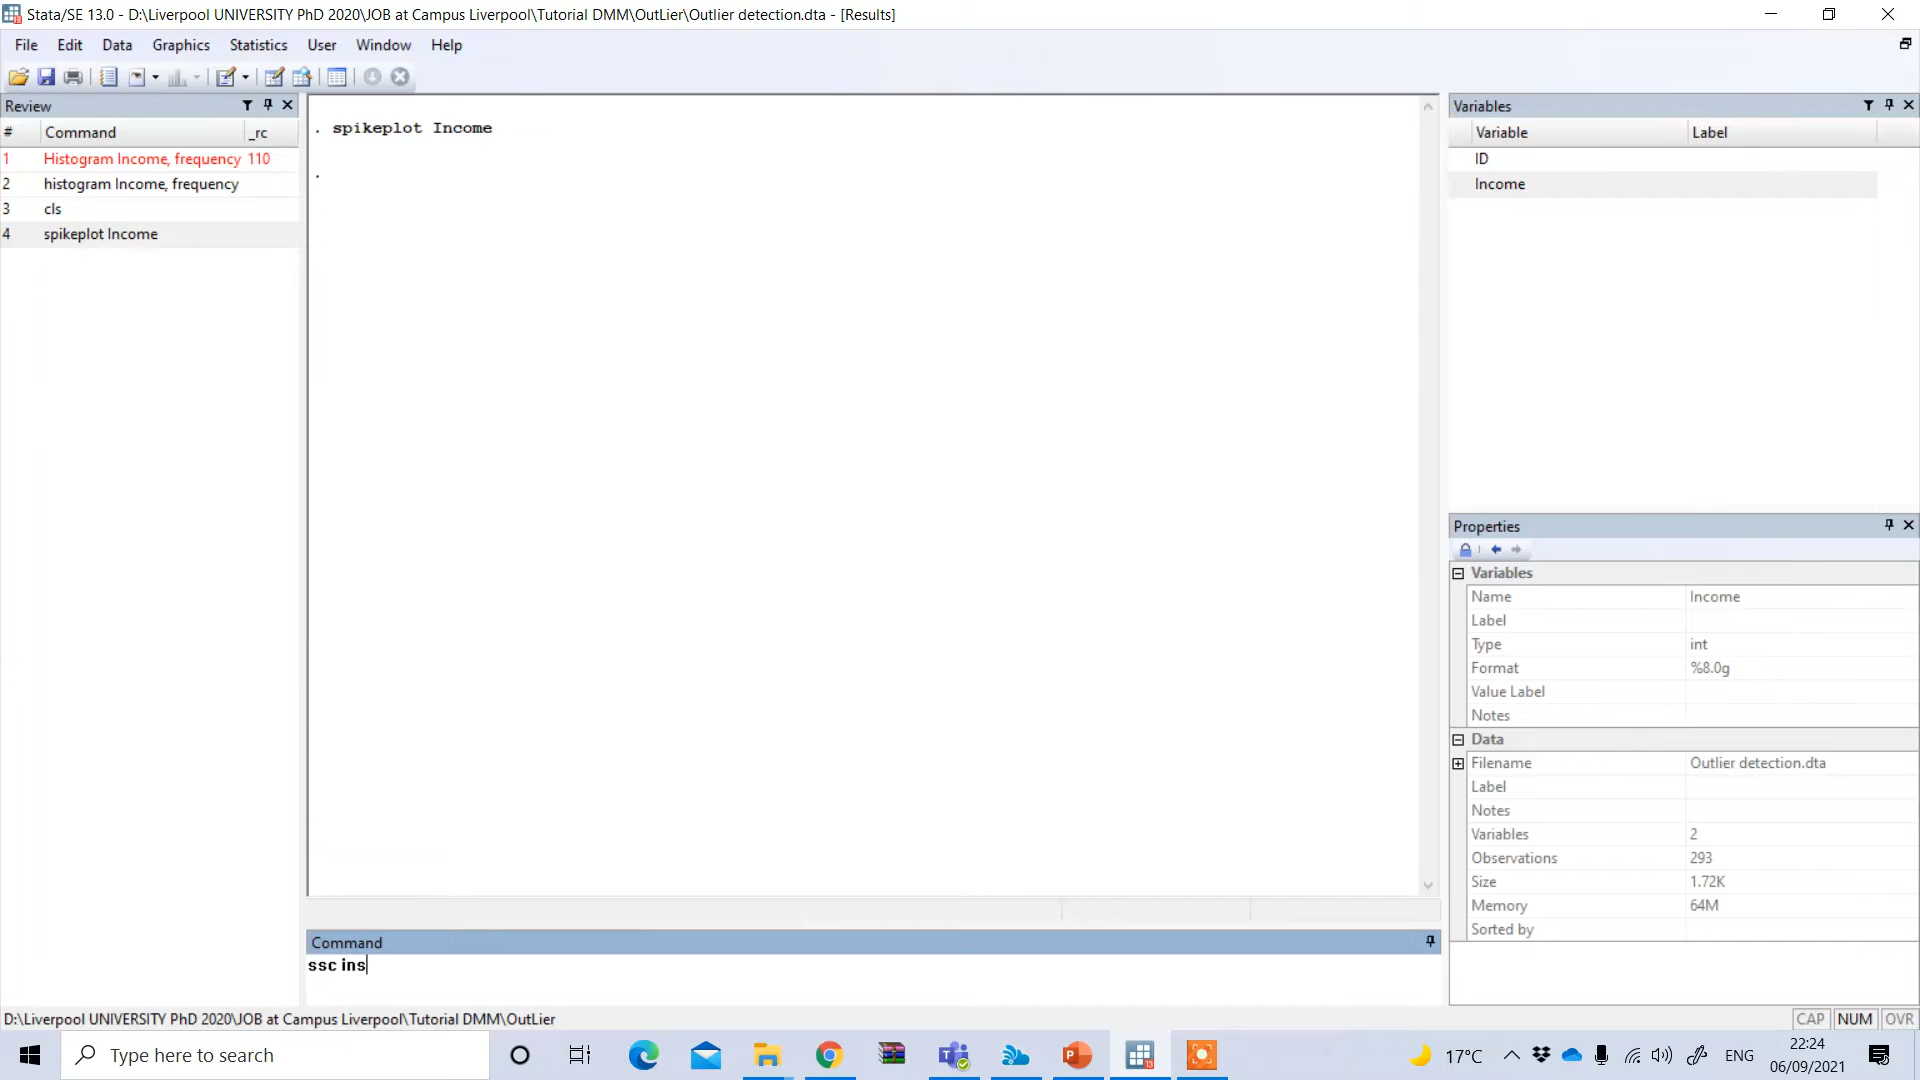 Stata/SE 13.0 - D:\Liverpool UNIVERSITY PhD 2020\JOB at Campus Liverpool\Tutorial DMM\OutLier\Outlier detection.dta - [Results]
File Edit Data Graphics Statistics User Window Help
Review
# Command _rc
1 Histogram Income, frequency 110
2 histogram Income, frequency
3 cls
4 spikeplot Income
. spikeplot Income
.
Command
ssc ins
Variables
Variable Label
ID
Income
Properties
Variables
Name Income
Label
Type int
Format %8.0g
Value Label
Notes
Data
Filename Outlier detection.dta
Label
Notes
Variables 2
Observations 293
Size 1.72K
Memory 64M
Sorted by
D:\Liverpool UNIVERSITY PhD 2020\JOB at Campus Liverpool\Tutorial DMM\OutLier
CAP NUM OVR
Type here to search
17°C
ENG
22:24
06/09/2021